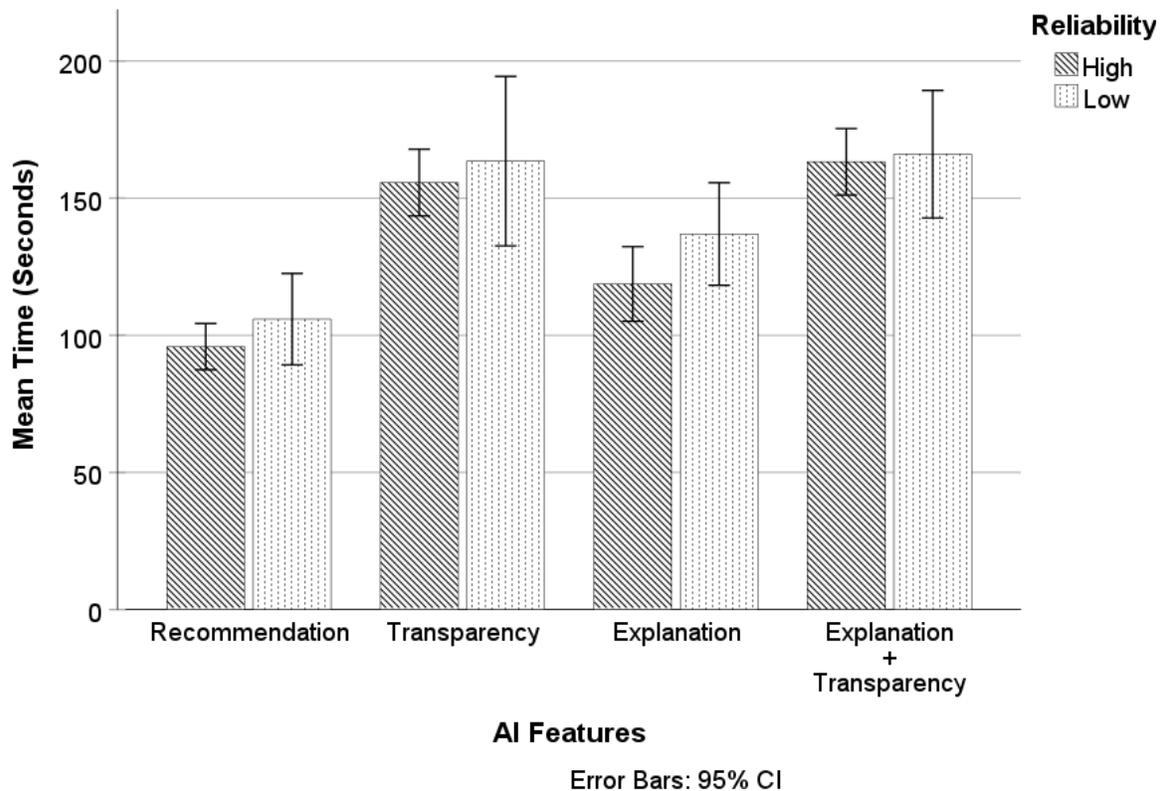 Reliability
High
Low
200
150
100
50
0
Mean Time (Seconds)
Recommendation
Transparency
Explanation
Explanation
+
Transparency
AI Features
Error Bars: 95% CI